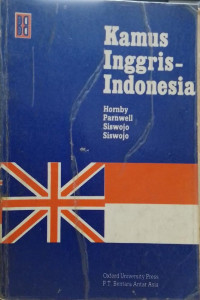 Kamus
Inggris-
Indonesia
Hornby
Parnwell
Siswojo
Siswojo
Oxford University Press
P.T. Bentara Antar Asia